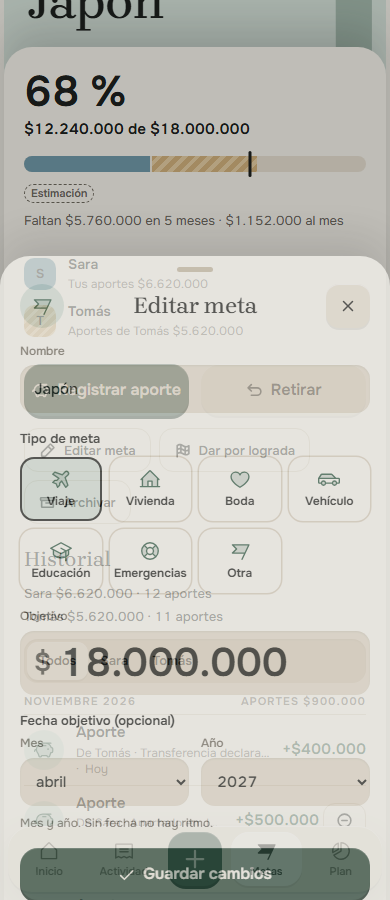 Japón
68 %
$12.240.000 de $18.000.000
Estimación
Faltan $5.760.000 en 5 meses · $1.152.000 al mes
S
Sara
Tus aportes $6.620.000
T
Tomás
Aportes de Tomás $5.620.000
Editar meta
Nombre
Japón
Registrar aporte
Retirar
Tipo de meta
Editar meta
Dar por lograda
Viaje
Vivienda
Boda
Vehículo
Archivar
Historial
Educación
Emergencias
Otra
Sara $6.620.000 · 12 aportes
Tomás $5.620.000 · 11 aportes
Objetivo
$ 18.000.000
Todos
Sara
Tomás
NOVIEMBRE 2026
APORTES $900.000
Fecha objetivo (opcional)
Mes
Año
Aporte
De Tomás · Transferencia declara...
· Hoy
+$400.000
abril
2027
Aporte
+$500.000
Mes y año. Sin fecha no hay ritmo.
Inicio
Actividad
Metas
Plan
Guardar cambios